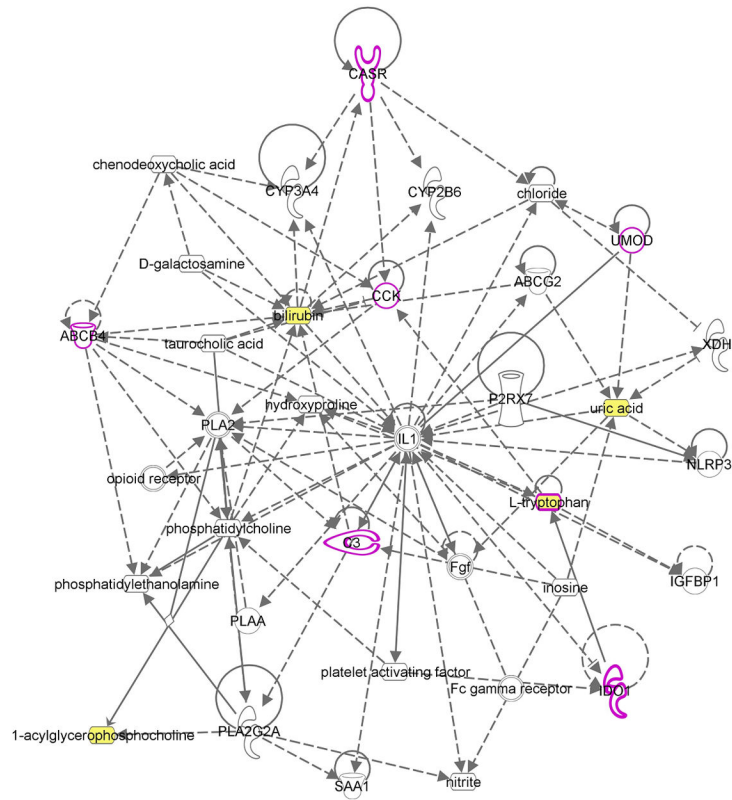 CASR
chenodeoxycholic acid
CYP3A4
CYP2B6
chloride
UMOD
D-galactosamine
ABCG2
CCK
bilirubin
ABCB4
taurocholic acid
XDH
hydroxyproline
P2RX7
uric acid
PLA2
IL1
NLRP3
opioid receptor
L-tryptophan
phosphatidylcholine
C3
Fgf
IGFBP1
phosphatidylethanolamine
inosine
PLAA
platelet activating factor
Fc gamma receptor
IDO1
1-acylglycerophosphocholine
PLA2G2A
SAA1
nitrite